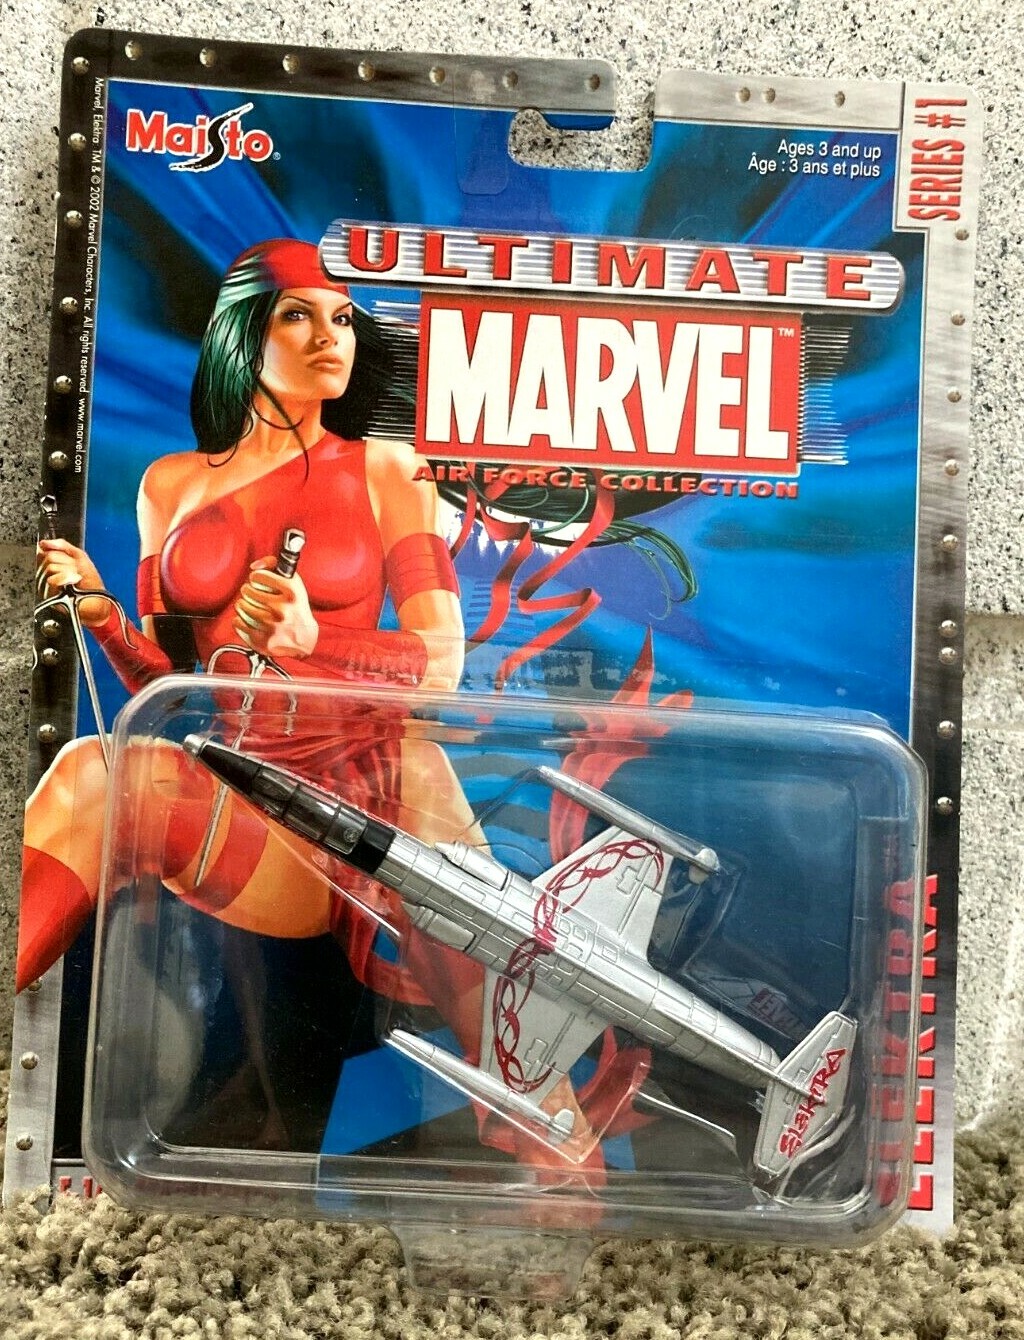 Maisto®
Ages 3 and up
Âge : 3 ans et plus
SERIES #1
Marvel, Elektra: TM & © 2002 Marvel Characters, Inc. All rights reserved. www.marvel.com
ULTIMATE
MARVEL™
AIR FORCE COLLECTION
ElektrA
ELEKTRA